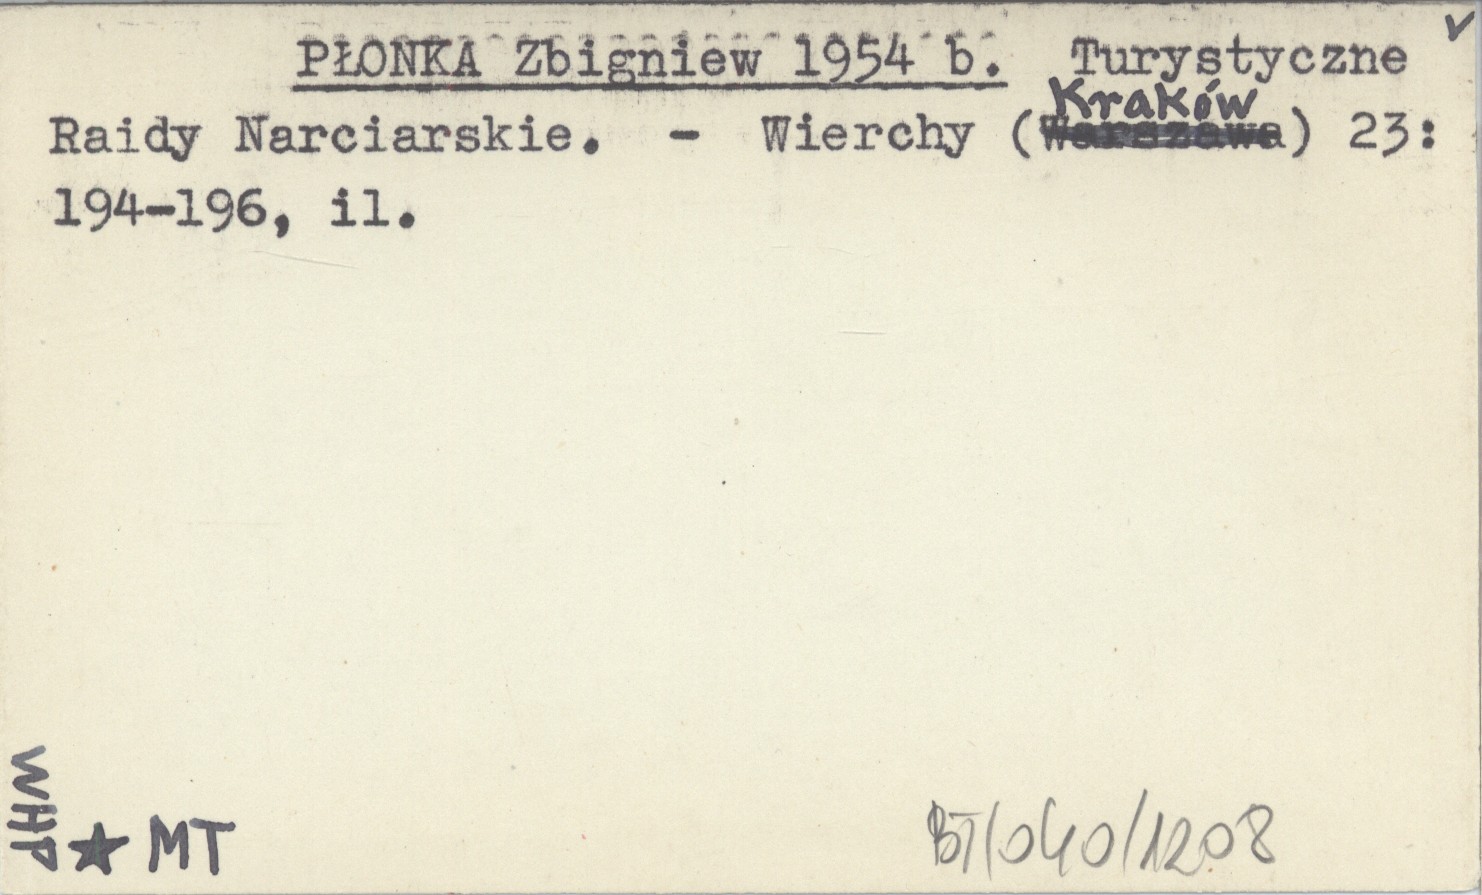 PŁONKA Zbigniew 1954 b. Turystyczne
Kraków
Raidy Narciarskie. - Wierchy (Warszawa) 23:
194-196, il.
WHP
★ MT
BT/040/1208